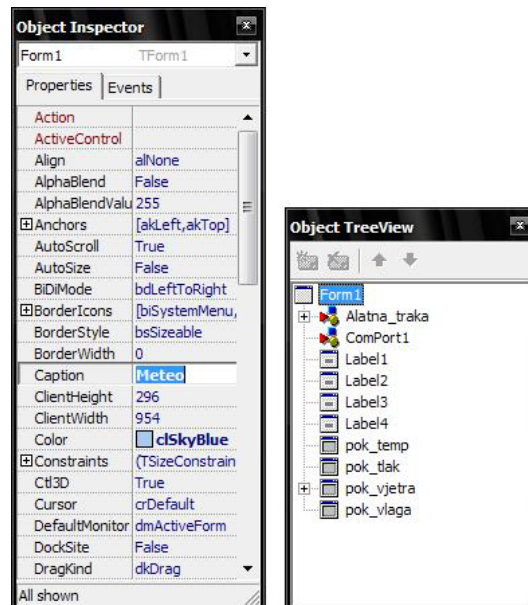 Object Inspector
Form1 TForm1
Properties Events
Action
ActiveControl
Align alNone
AlphaBlend False
AlphaBlendValu 255
Anchors [akLeft,akTop]
AutoScroll True
AutoSize False
BiDiMode bdLeftToRight
BorderIcons [biSystemMenu,
BorderStyle bsSizeable
BorderWidth 0
Caption Meteo
ClientHeight 296
ClientWidth 954
Color clSkyBlue
Constraints (TSizeConstrain
Ctl3D True
Cursor crDefault
DefaultMonitor dmActiveForm
DockSite False
DragKind dkDrag
All shown
Object TreeView
Form1
Alatna_traka
ComPort1
Label1
Label2
Label3
Label4
pok_temp
pok_tlak
pok_vjetra
pok_vlaga